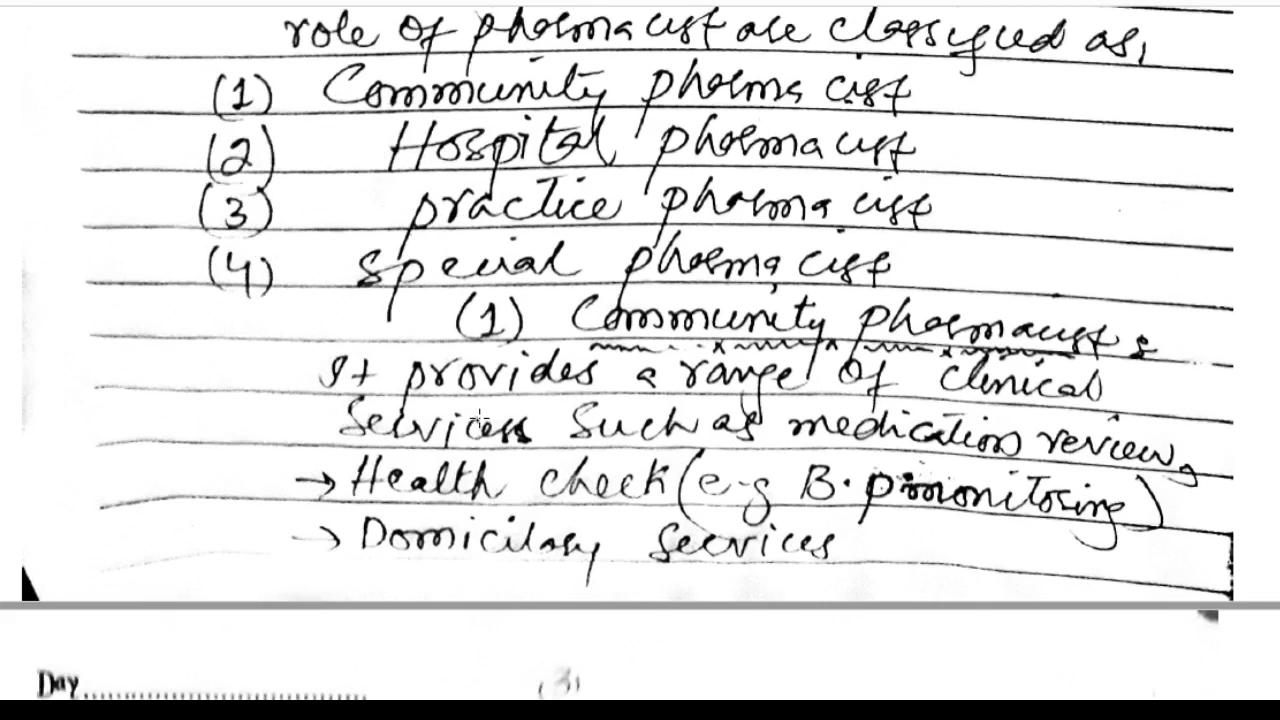 role of pharmacist are classified as,
(1) Community pharmacist
(2) Hospital pharmacist
(3) practice pharmacist
(4) special pharmacist
(1) Community pharmacist :
It provides a range of clinical
Services Such as medication review,
→ Health check (e-g B.p monitoring)
→ Domicilary Services
Day
(3)